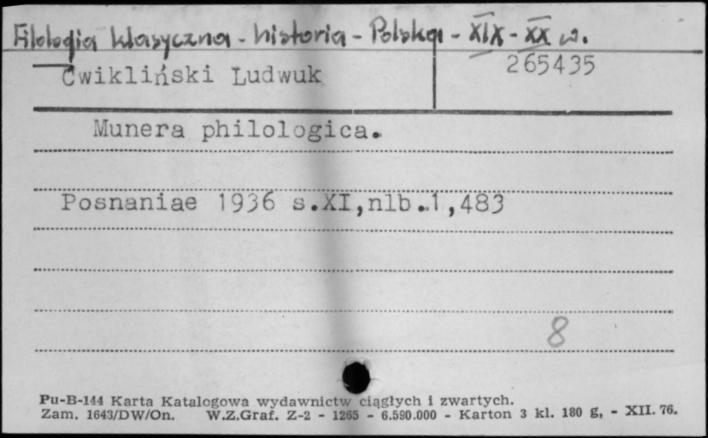 Filologia klasyczna - historia - Polska - XIX - XX w.
Ćwikliński Ludwuk
265435
Munera philologica.
Posnaniae 1936 s.XI,nlb.1,483
8
Pu-B-144 Karta Katalogowa wydawnictw ciągłych i zwartych.
Zam. 1643/DW/On. W.Z.Graf. Z-2 - 1265 - 6.590.000 - Karton 3 kl. 180 g, - XII. 76.